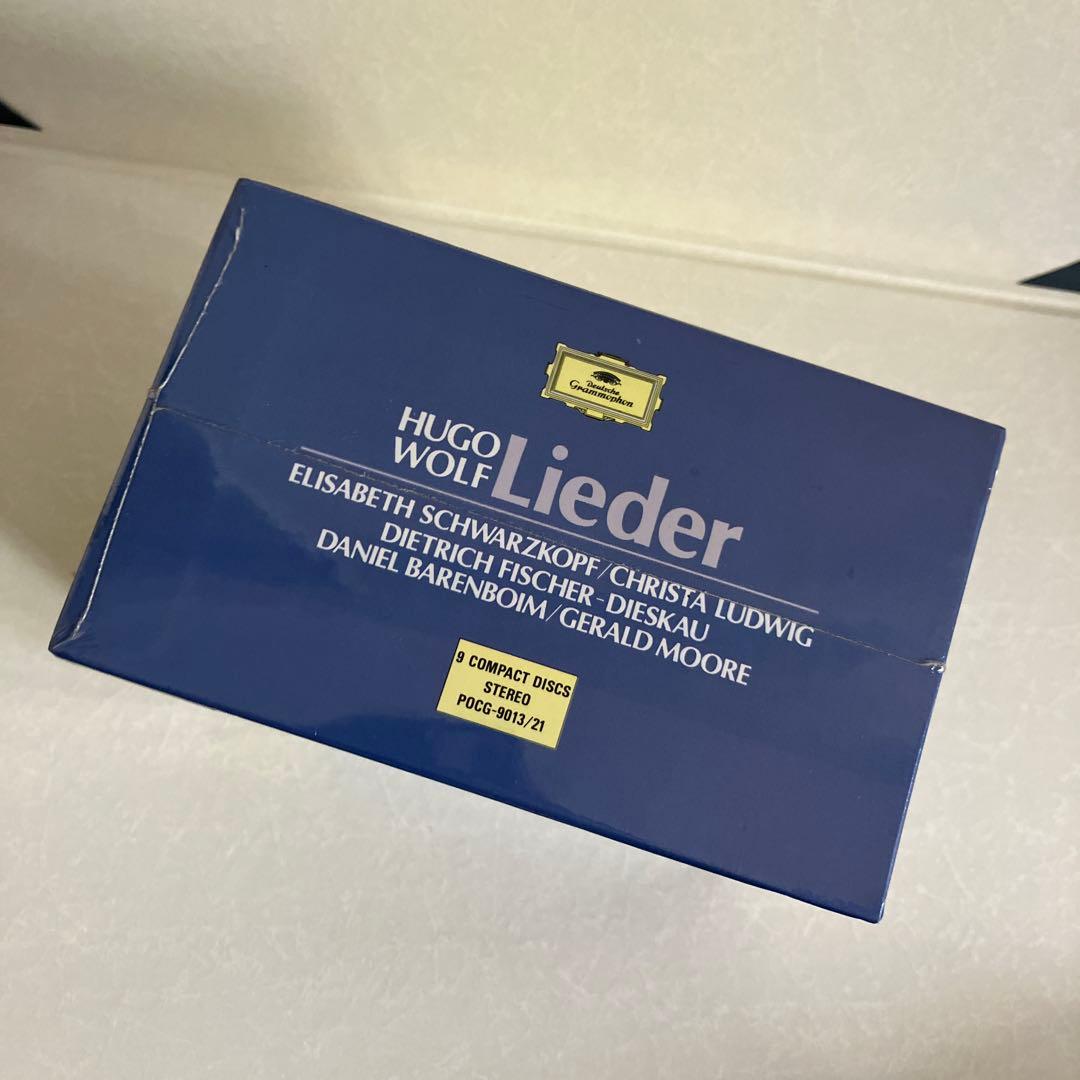 Deutsche
Grammophon
HUGO
WOLF
Lieder
ELISABETH SCHWARZKOPF/CHRISTA LUDWIG
DIETRICH FISCHER-DIESKAU
DANIEL BARENBOIM/GERALD MOORE
9 COMPACT DISCS
STEREO
POCG-9013/21